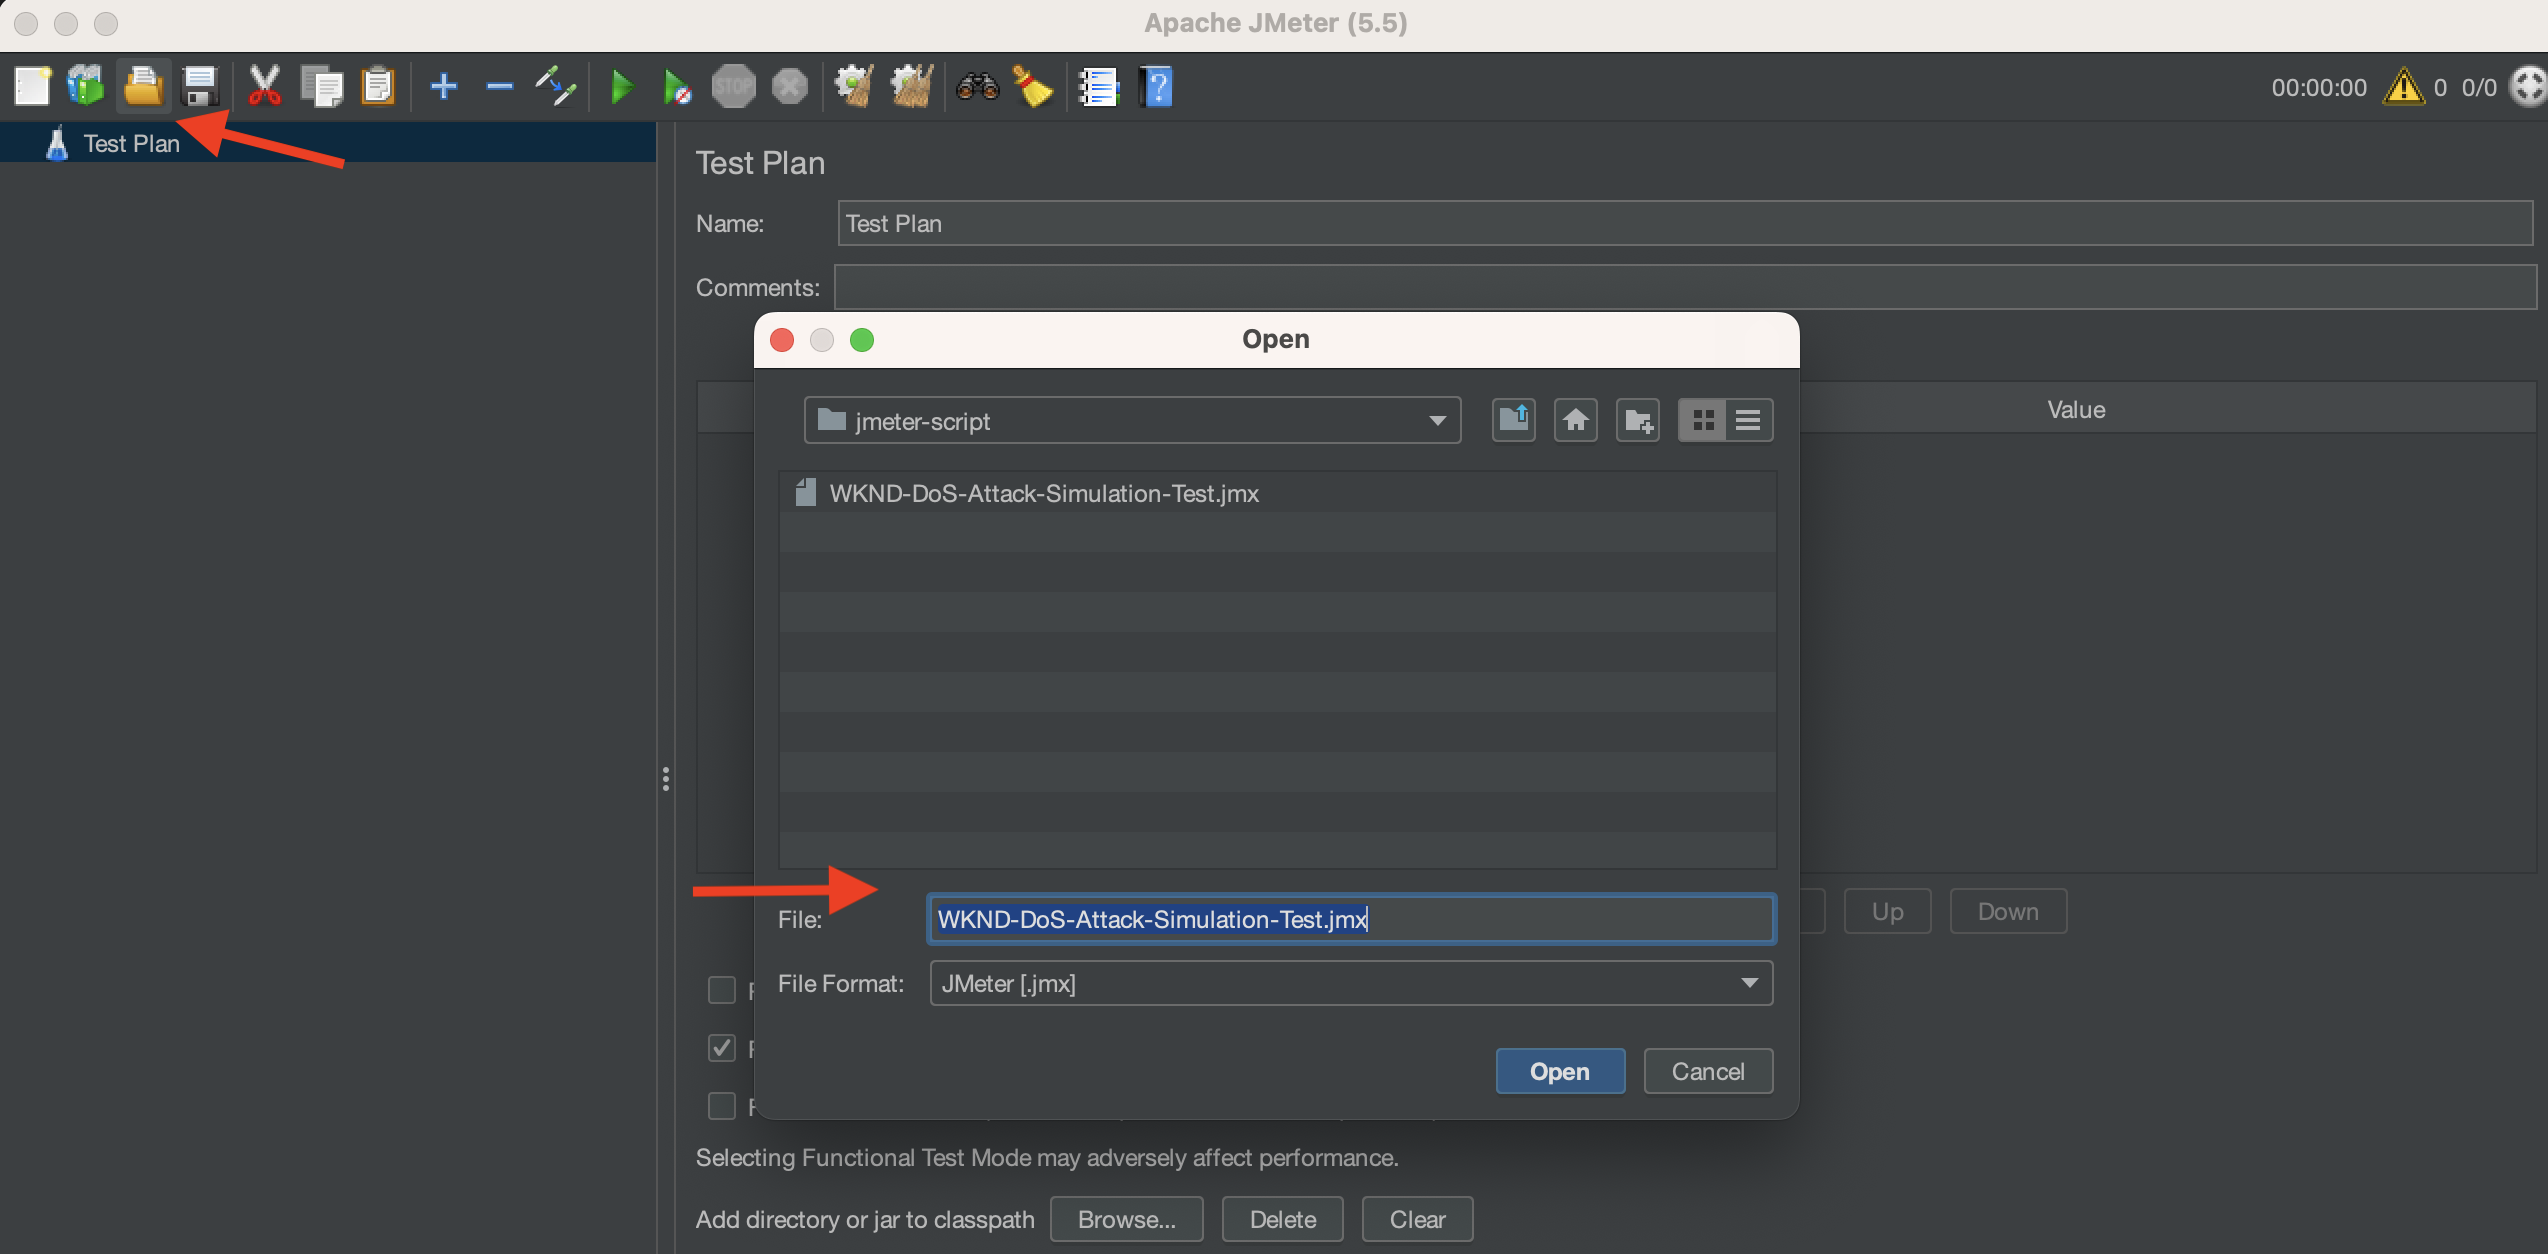 Apache JMeter (5.5)
STOP
00:00:00
0
0/0
Test Plan
Test Plan
Name:
Test Plan
Comments:
Open
jmeter-script
Value
WKND-DoS-Attack-Simulation-Test.jmx
File:
WKND-DoS-Attack-Simulation-Test.jmx
Up
Down
File Format:
JMeter [.jmx]
Open
Cancel
Selecting Functional Test Mode may adversely affect performance.
Add directory or jar to classpath
Browse...
Delete
Clear